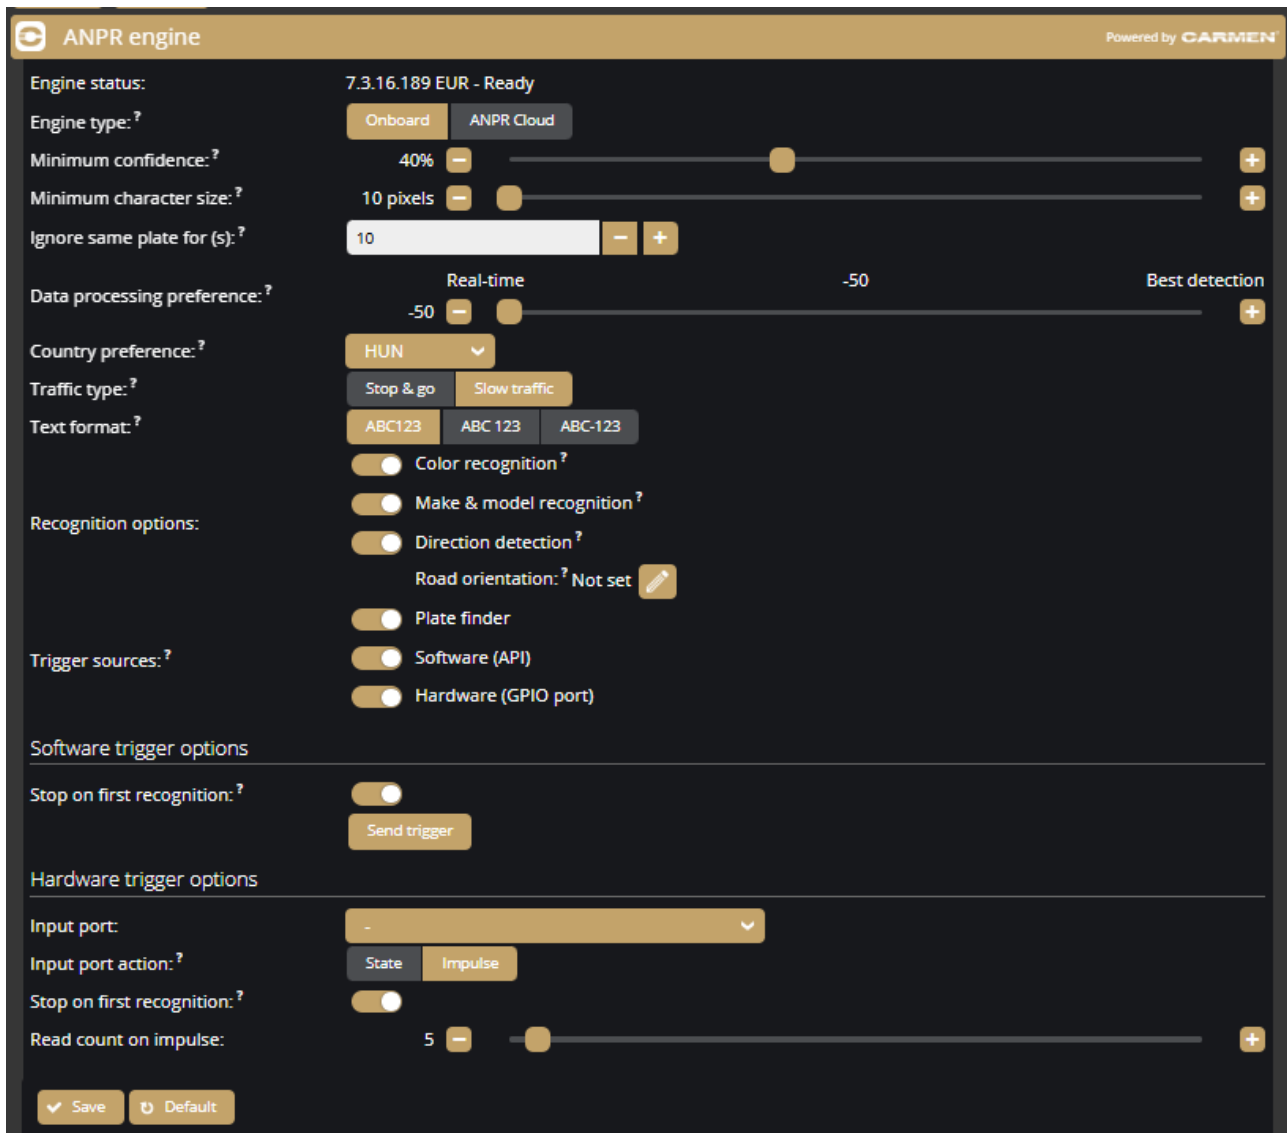 ANPR engine Powered by CARMEN®
Engine status: 7.3.16.189 EUR - Ready
Engine type:? Onboard ANPR Cloud
Minimum confidence:? 40%
Minimum character size:? 10 pixels
Ignore same plate for (s):? 10
Real-time -50 Best detection
Data processing preference:? -50
Country preference:? HUN
Traffic type:? Stop & go Slow traffic
Text format:? ABC123 ABC 123 ABC-123
Color recognition?
Make & model recognition?
Recognition options:
Direction detection?
Road orientation:? Not set
Plate finder
Trigger sources:? Software (API)
Hardware (GPIO port)
Software trigger options
Stop on first recognition:?
Send trigger
Hardware trigger options
Input port: -
Input port action:? State Impulse
Stop on first recognition:?
Read count on impulse: 5
Save Default